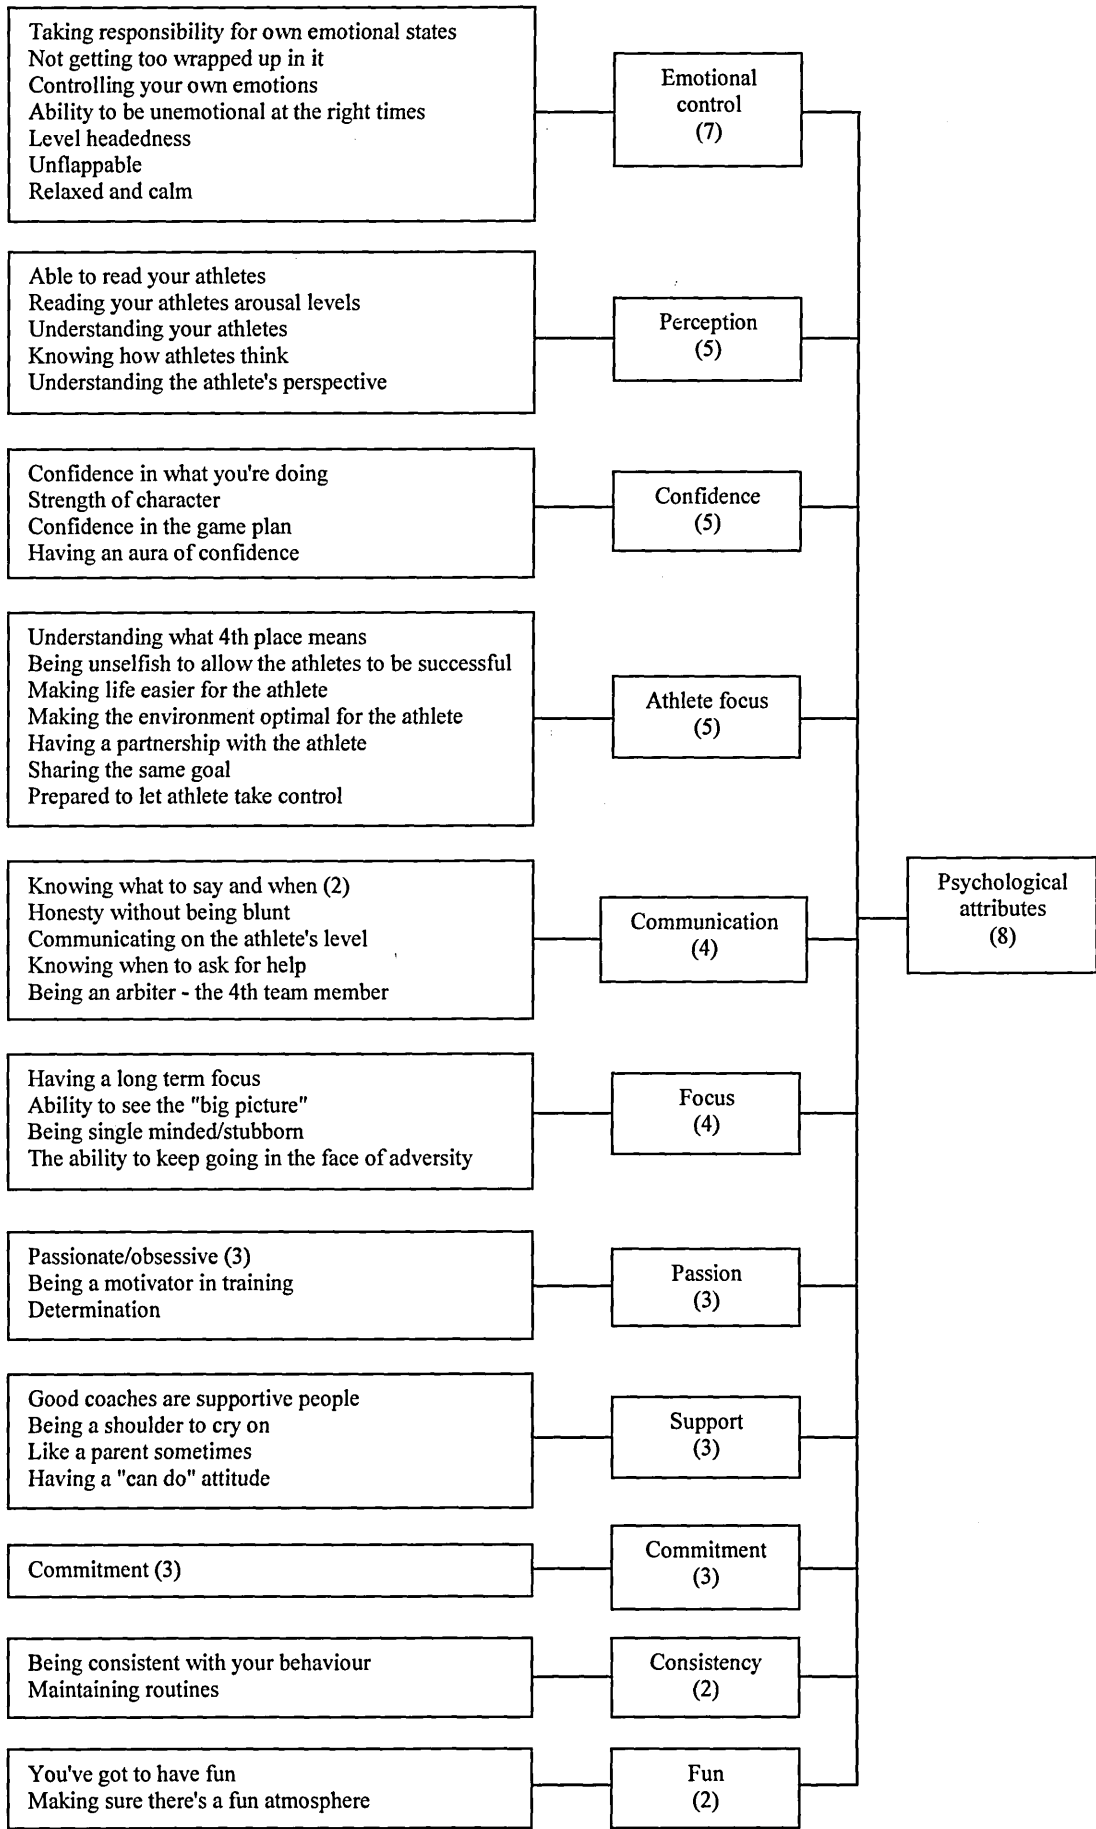 Taking responsibility for own emotional states
Not getting too wrapped up in it
Controlling your own emotions
Ability to be unemotional at the right times
Level headedness
Unflappable
Relaxed and calm
Emotional
control
(7)
Able to read your athletes
Reading your athletes arousal levels
Understanding your athletes
Knowing how athletes think
Understanding the athlete's perspective
Perception
(5)
Confidence in what you're doing
Strength of character
Confidence in the game plan
Having an aura of confidence
Confidence
(5)
Understanding what 4th place means
Being unselfish to allow the athletes to be successful
Making life easier for the athlete
Making the environment optimal for the athlete
Having a partnership with the athlete
Sharing the same goal
Prepared to let athlete take control
Athlete focus
(5)
Knowing what to say and when (2)
Honesty without being blunt
Communicating on the athlete's level
Knowing when to ask for help
Being an arbiter - the 4th team member
Communication
(4)
Psychological
attributes
(8)
Having a long term focus
Ability to see the "big picture"
Being single minded/stubborn
The ability to keep going in the face of adversity
Focus
(4)
Passionate/obsessive (3)
Being a motivator in training
Determination
Passion
(3)
Good coaches are supportive people
Being a shoulder to cry on
Like a parent sometimes
Having a "can do" attitude
Support
(3)
Commitment (3)
Commitment
(3)
Being consistent with your behaviour
Maintaining routines
Consistency
(2)
You've got to have fun
Making sure there's a fun atmosphere
Fun
(2)